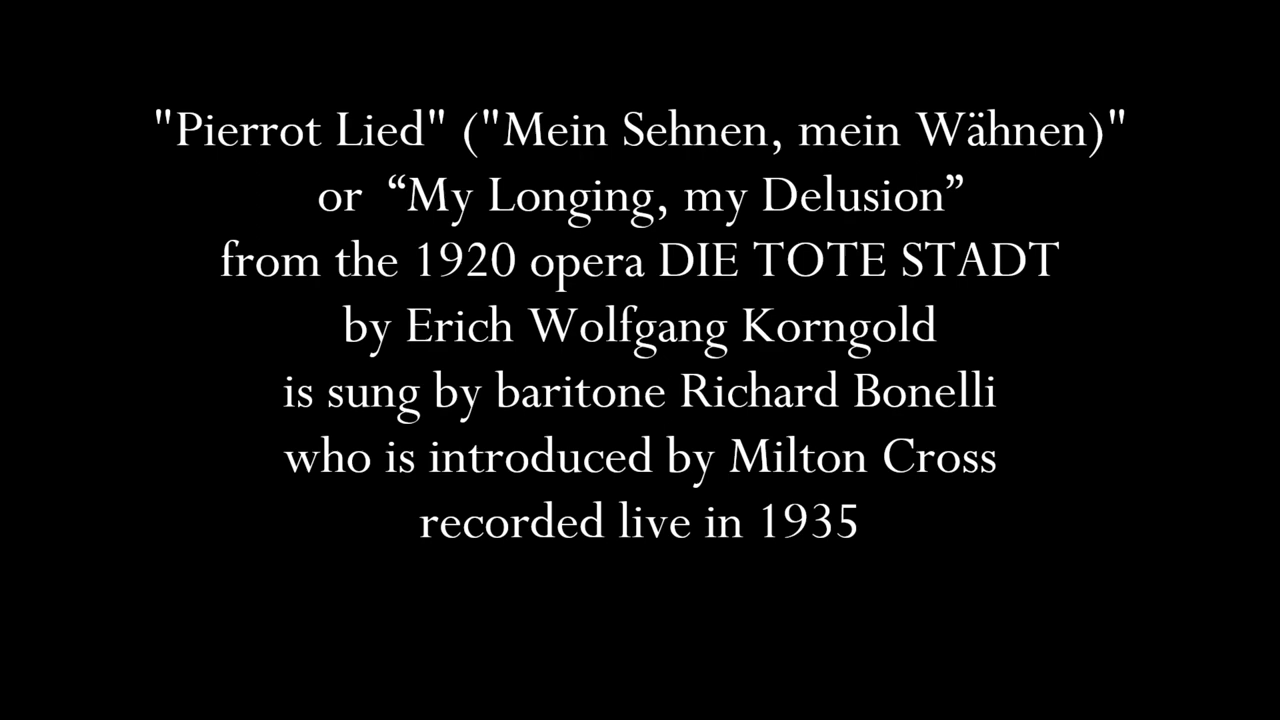 "Pierrot Lied" ("Mein Sehnen, mein Wähnen)"
or “My Longing, my Delusion”
from the 1920 opera DIE TOTE STADT
by Erich Wolfgang Korngold
is sung by baritone Richard Bonelli
who is introduced by Milton Cross
recorded live in 1935